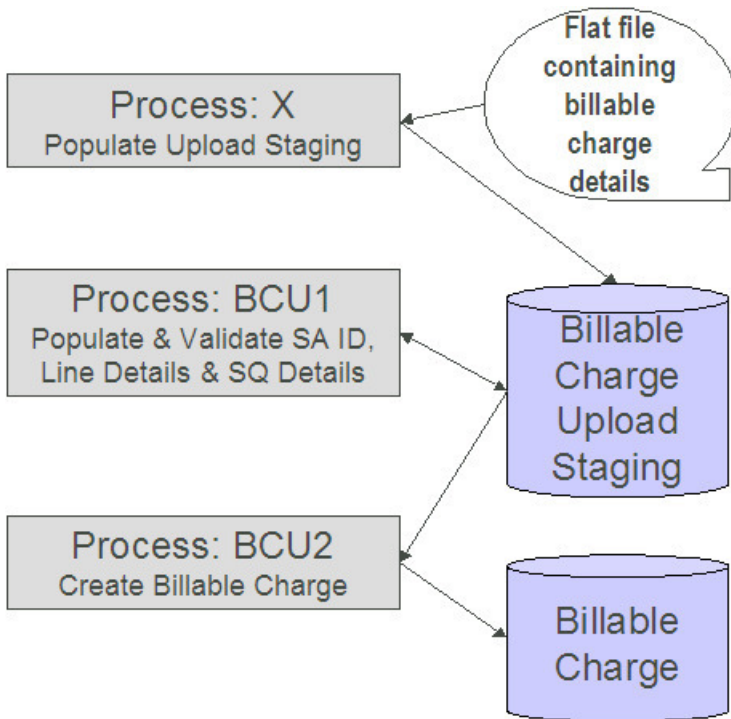 Flat file
containing
billable
charge
details
Process: X
Populate Upload Staging
Process: BCU1
Populate & Validate SA ID,
Line Details & SQ Details
Billable
Charge
Upload
Staging
Process: BCU2
Create Billable Charge
Billable
Charge